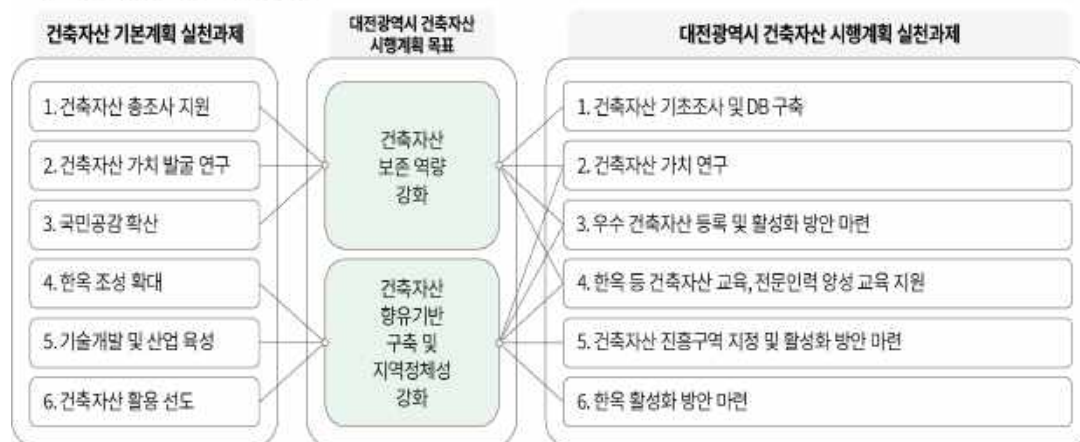 건축자산 기본계획 실천과제
대전광역시 건축자산
시행계획 목표
대전광역시 건축자산 시행계획 실천과제
1. 건축자산 총조사 지원
2. 건축자산 가치 발굴 연구
3. 국민공감 확산
4. 한옥 조성 확대
5. 기술개발 및 산업 육성
6. 건축자산 활용 선도
건축자산
보존 역량
강화
건축자산
향유기반
구축 및
지역정체성
강화
1. 건축자산 기초조사 및 DB 구축
2. 건축자산 가치 연구
3. 우수 건축자산 등록 및 활성화 방안 마련
4. 한옥 등 건축자산 교육, 전문인력 양성 교육 지원
5. 건축자산 진흥구역 지정 및 활성화 방안 마련
6. 한옥 활성화 방안 마련